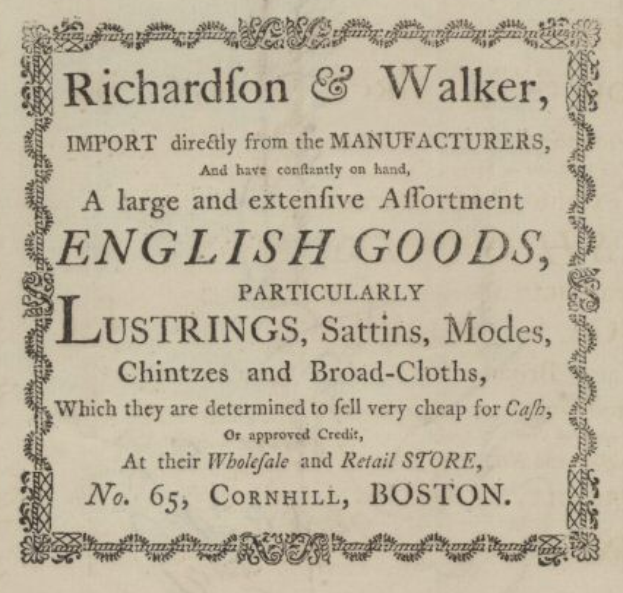 Richardſon & Walker,
IMPORT directly from the MANUFACTURERS,
And have conſtantly on hand,
A large and extenſive Aſſortment
ENGLISH GOODS,
PARTICULARLY
LUSTRINGS, Sattins, Modes,
Chintzes and Broad-Cloths,
Which they are determined to ſell very cheap for Caſh,
Or approved Credit,
At their Wholeſale and Retail STORE,
No. 65, CORNHILL, BOSTON.